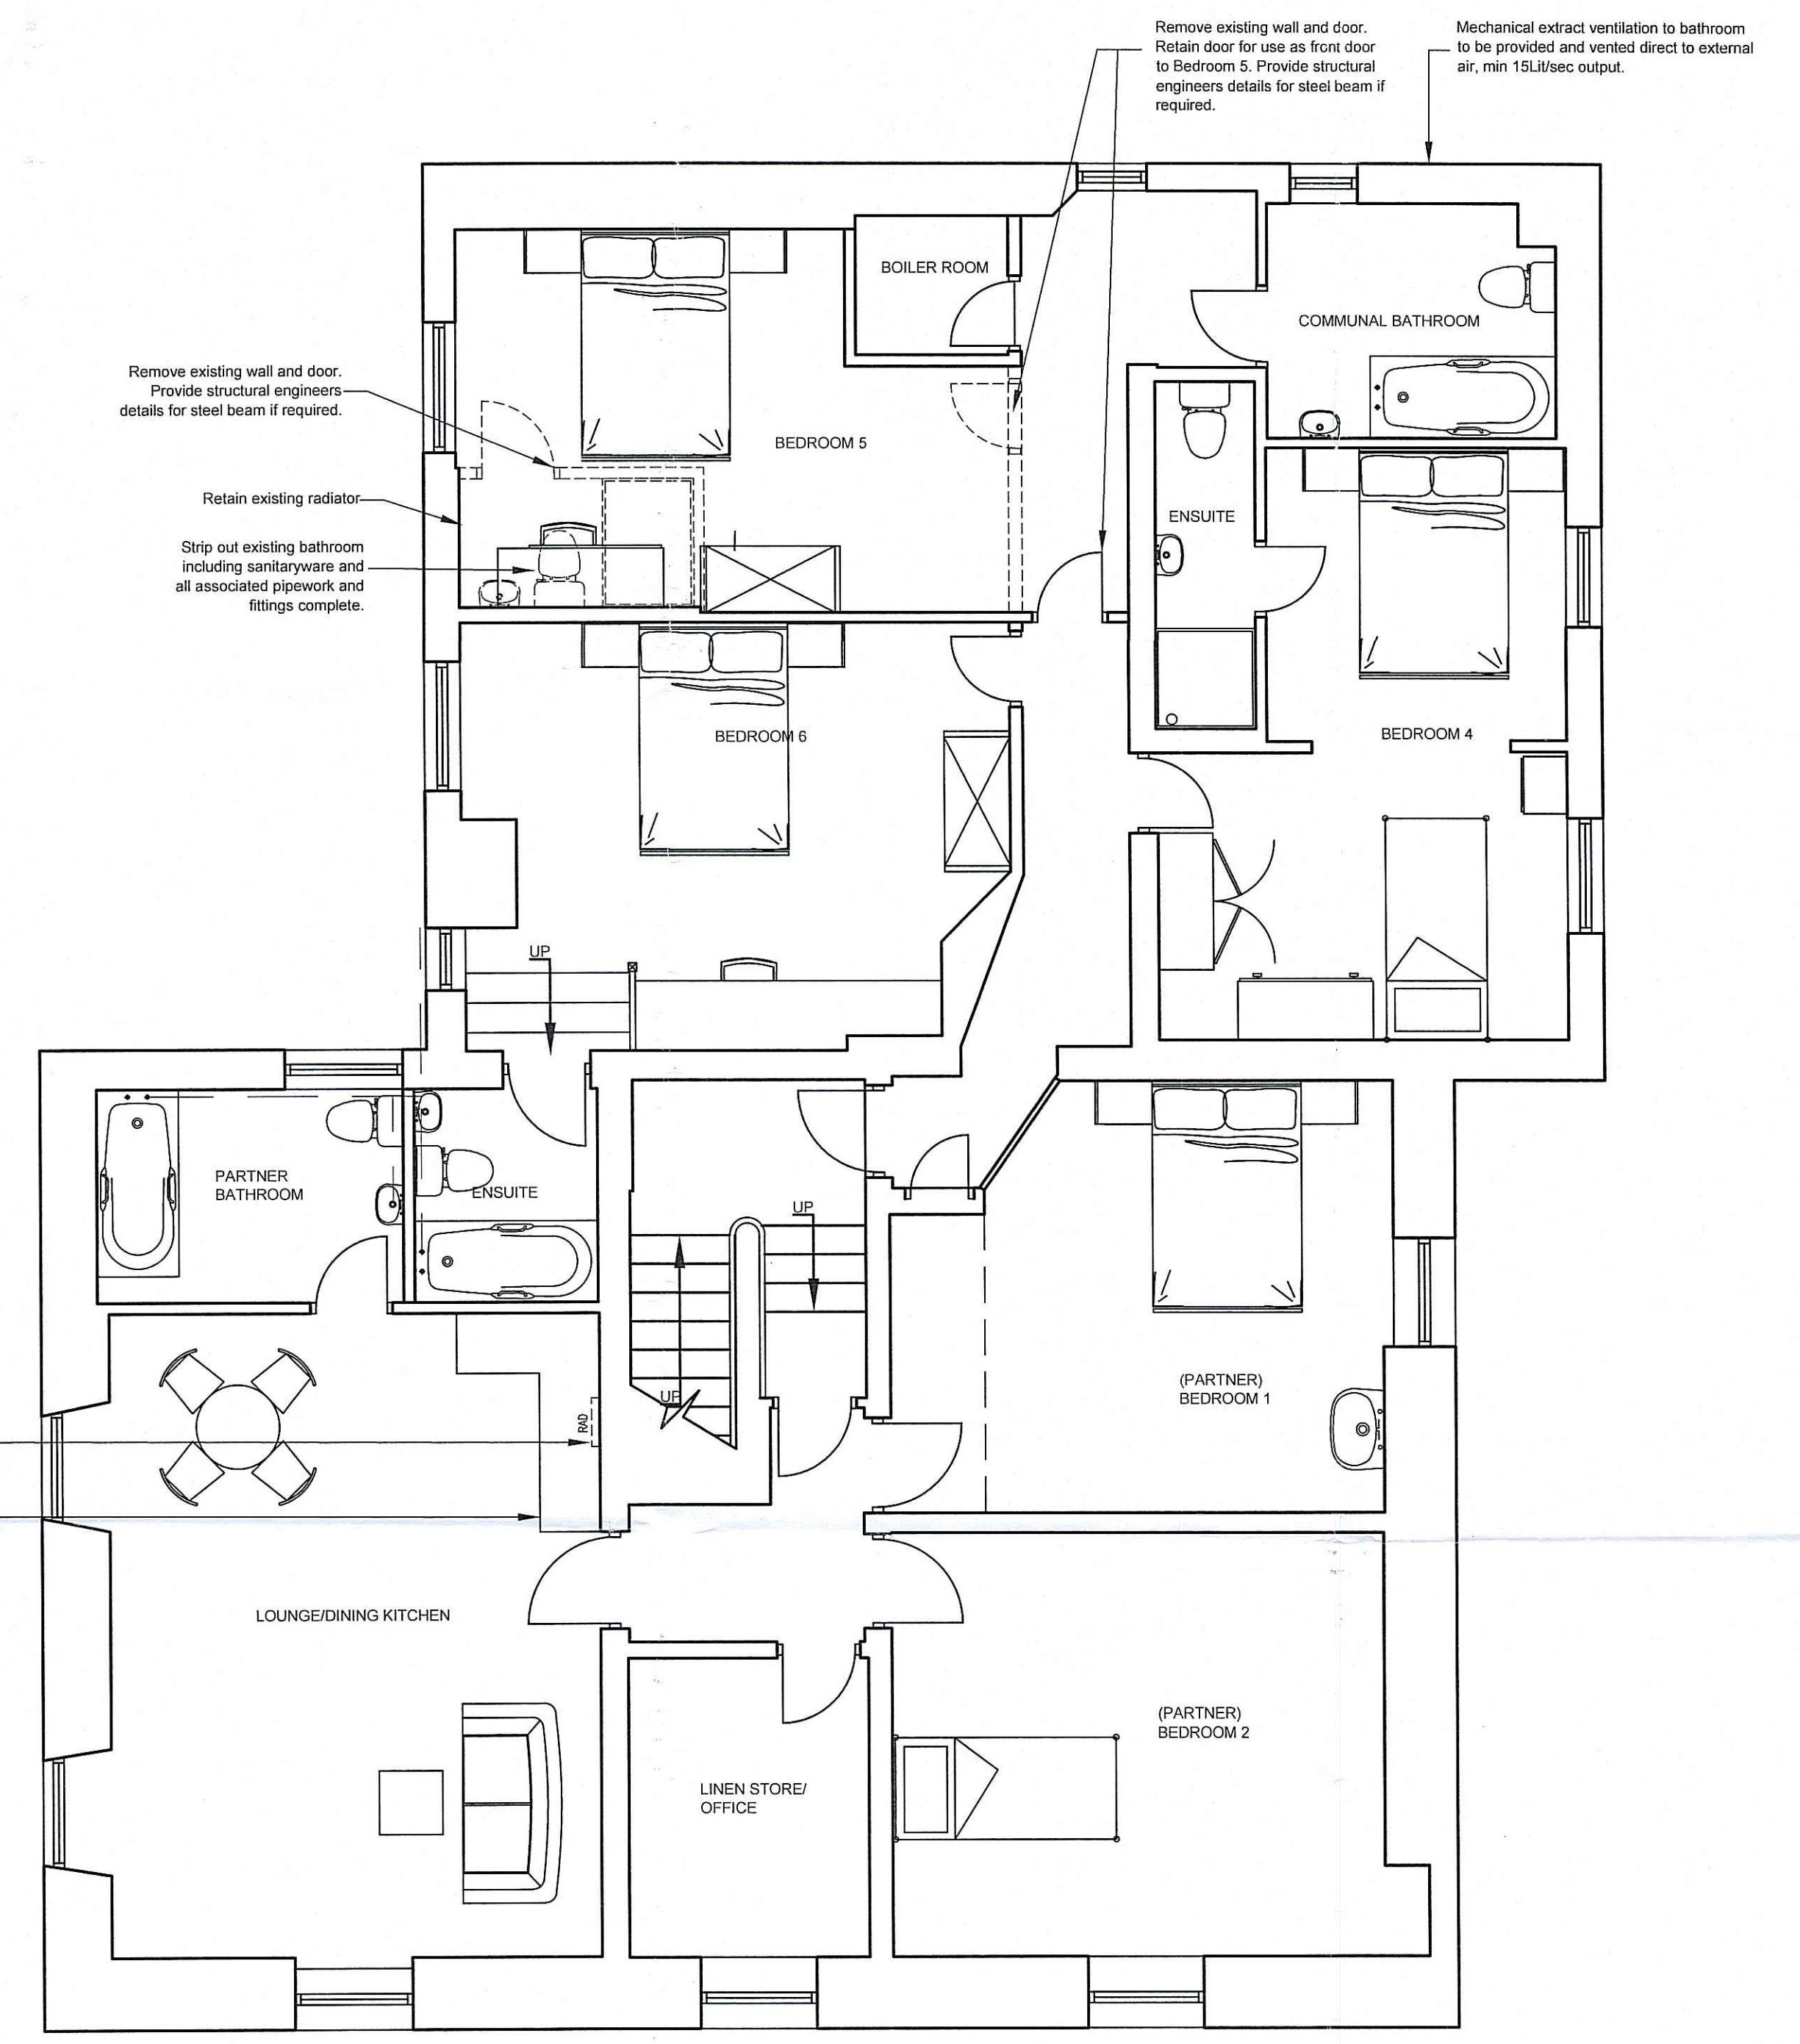 Remove existing wall and door.
Retain door for use as front door
to Bedroom 5. Provide structural
engineers details for steel beam if
required.
Mechanical extract ventilation to bathroom
to be provided and vented direct to external
air, min 15Lit/sec output.
BOILER ROOM
COMMUNAL BATHROOM
Remove existing wall and door.
Provide structural engineers
details for steel beam if required.
BEDROOM 5
Retain existing radiator
ENSUITE
Strip out existing bathroom
including sanitaryware and
all associated pipework and
fittings complete.
BEDROOM 6
BEDROOM 4
UP
PARTNER
BATHROOM
ENSUITE
UP
UP
RAD
(PARTNER)
BEDROOM 1
LOUNGE/DINING KITCHEN
(PARTNER)
BEDROOM 2
LINEN STORE/
OFFICE